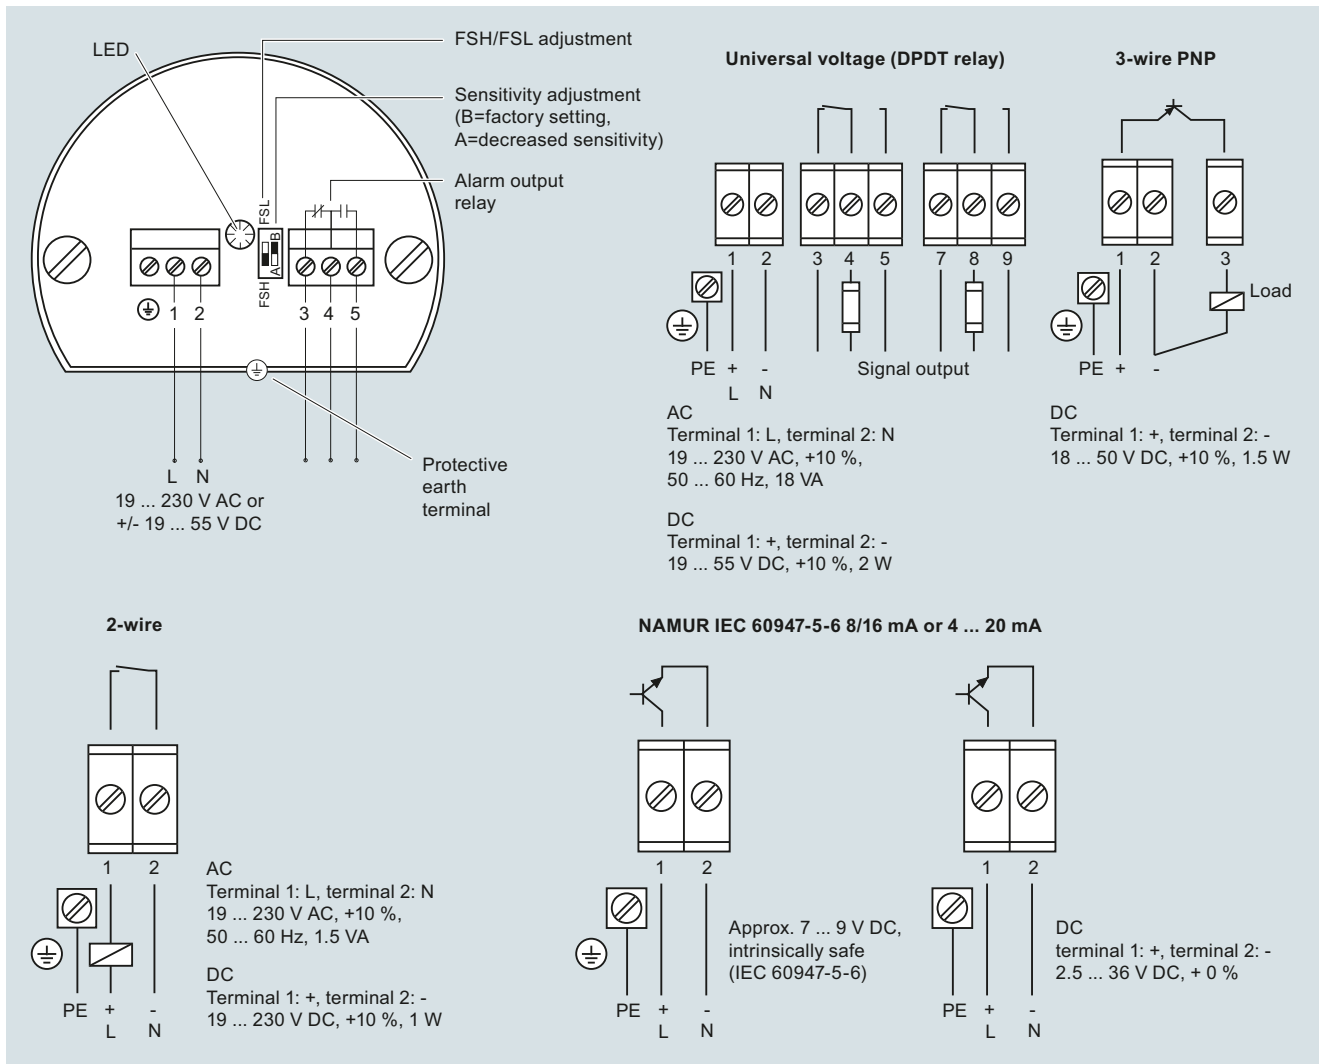 LED
FSH/FSL adjustment
Sensitivity adjustment
(B=factory setting,
A=decreased sensitivity)
Alarm output
relay
FSL
B
A
FSH
1 2
3 4 5
L N
19 ... 230 V AC or
+/- 19 ... 55 V DC
Protective
earth
terminal
Universal voltage (DPDT relay)
1 2 3 4 5 7 8 9
PE + -
L N
Signal output
AC
Terminal 1: L, terminal 2: N
19 ... 230 V AC, +10 %,
50 ... 60 Hz, 18 VA
DC
Terminal 1: +, terminal 2: -
19 ... 55 V DC, +10 %, 2 W
3-wire PNP
1 2 3
Load
PE + -
DC
Terminal 1: +, terminal 2: -
18 ... 50 V DC, +10 %, 1.5 W
2-wire
1 2
PE + -
L N
AC
Terminal 1: L, terminal 2: N
19 ... 230 V AC, +10 %,
50 ... 60 Hz, 1.5 VA
DC
Terminal 1: +, terminal 2: -
19 ... 230 V DC, +10 %, 1 W
NAMUR IEC 60947-5-6 8/16 mA or 4 ... 20 mA
1 2
PE + -
L N
Approx. 7 ... 9 V DC,
intrinsically safe
(IEC 60947-5-6)
1 2
PE + -
L N
DC
terminal 1: +, terminal 2: -
2.5 ... 36 V DC, + 0 %